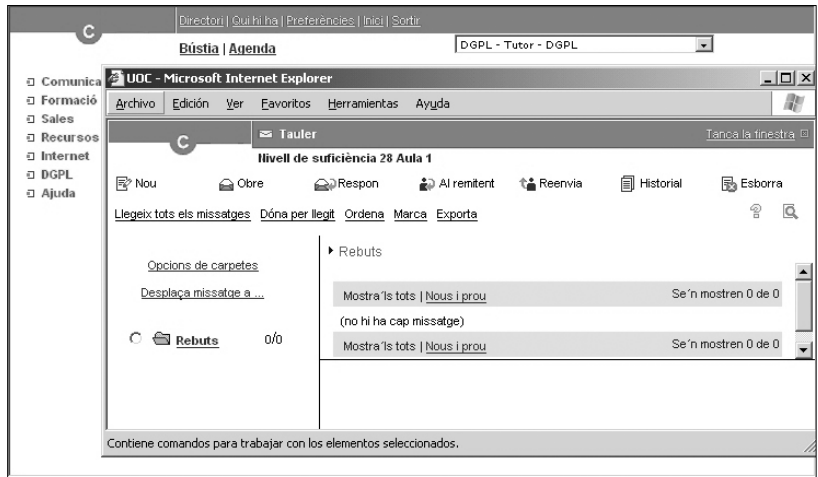 Directori | Qui hi ha | Preferències | Inici | Sortir
C
Bústia | Agenda
DGPL - Tutor - DGPL
Comunica
Formació
Sales
Recursos
Internet
DGPL
Ajuda
UOC - Microsoft Internet Explorer
Archivo Edición Ver Favoritos Herramientas Ayuda
C
Tauler
Tanca la finestra
Nivell de suficiència 28 Aula 1
Nou Obre Respon Al remitent Reenvia Historial Esborra
Llegeix tots els missatges Dóna per llegit Ordena Marca Exporta
Opcions de carpetes
Desplaça missatge a ...
Rebuts 0/0
Rebuts
Mostra´ls tots | Nous i prou Se´n mostren 0 de 0
(no hi ha cap missatge)
Mostra´ls tots | Nous i prou Se´n mostren 0 de 0
Contiene comandos para trabajar con los elementos seleccionados.